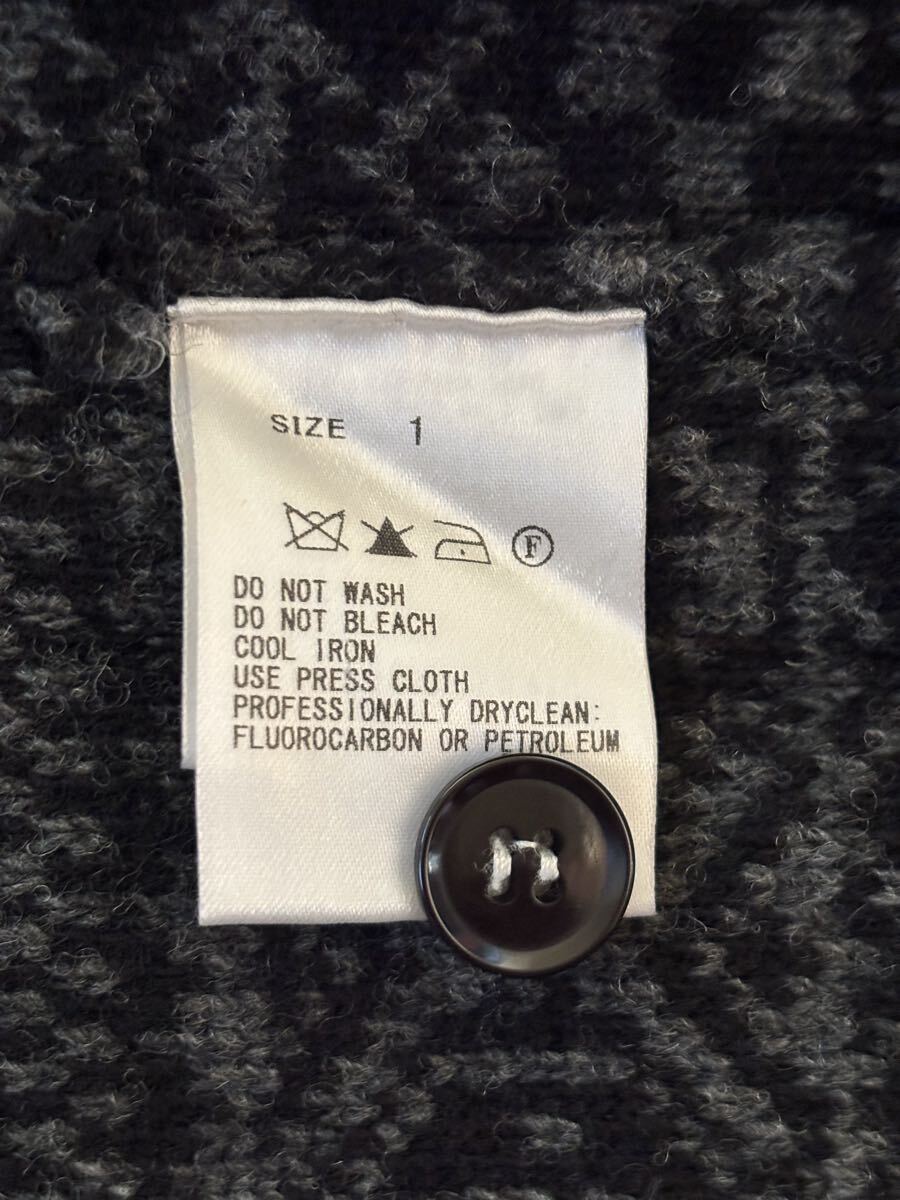 SIZE 1
F
DO NOT WASH
DO NOT BLEACH
COOL IRON
USE PRESS CLOTH
PROFESSIONALLY DRYCLEAN:
FLUOROCARBON OR PETROLEUM